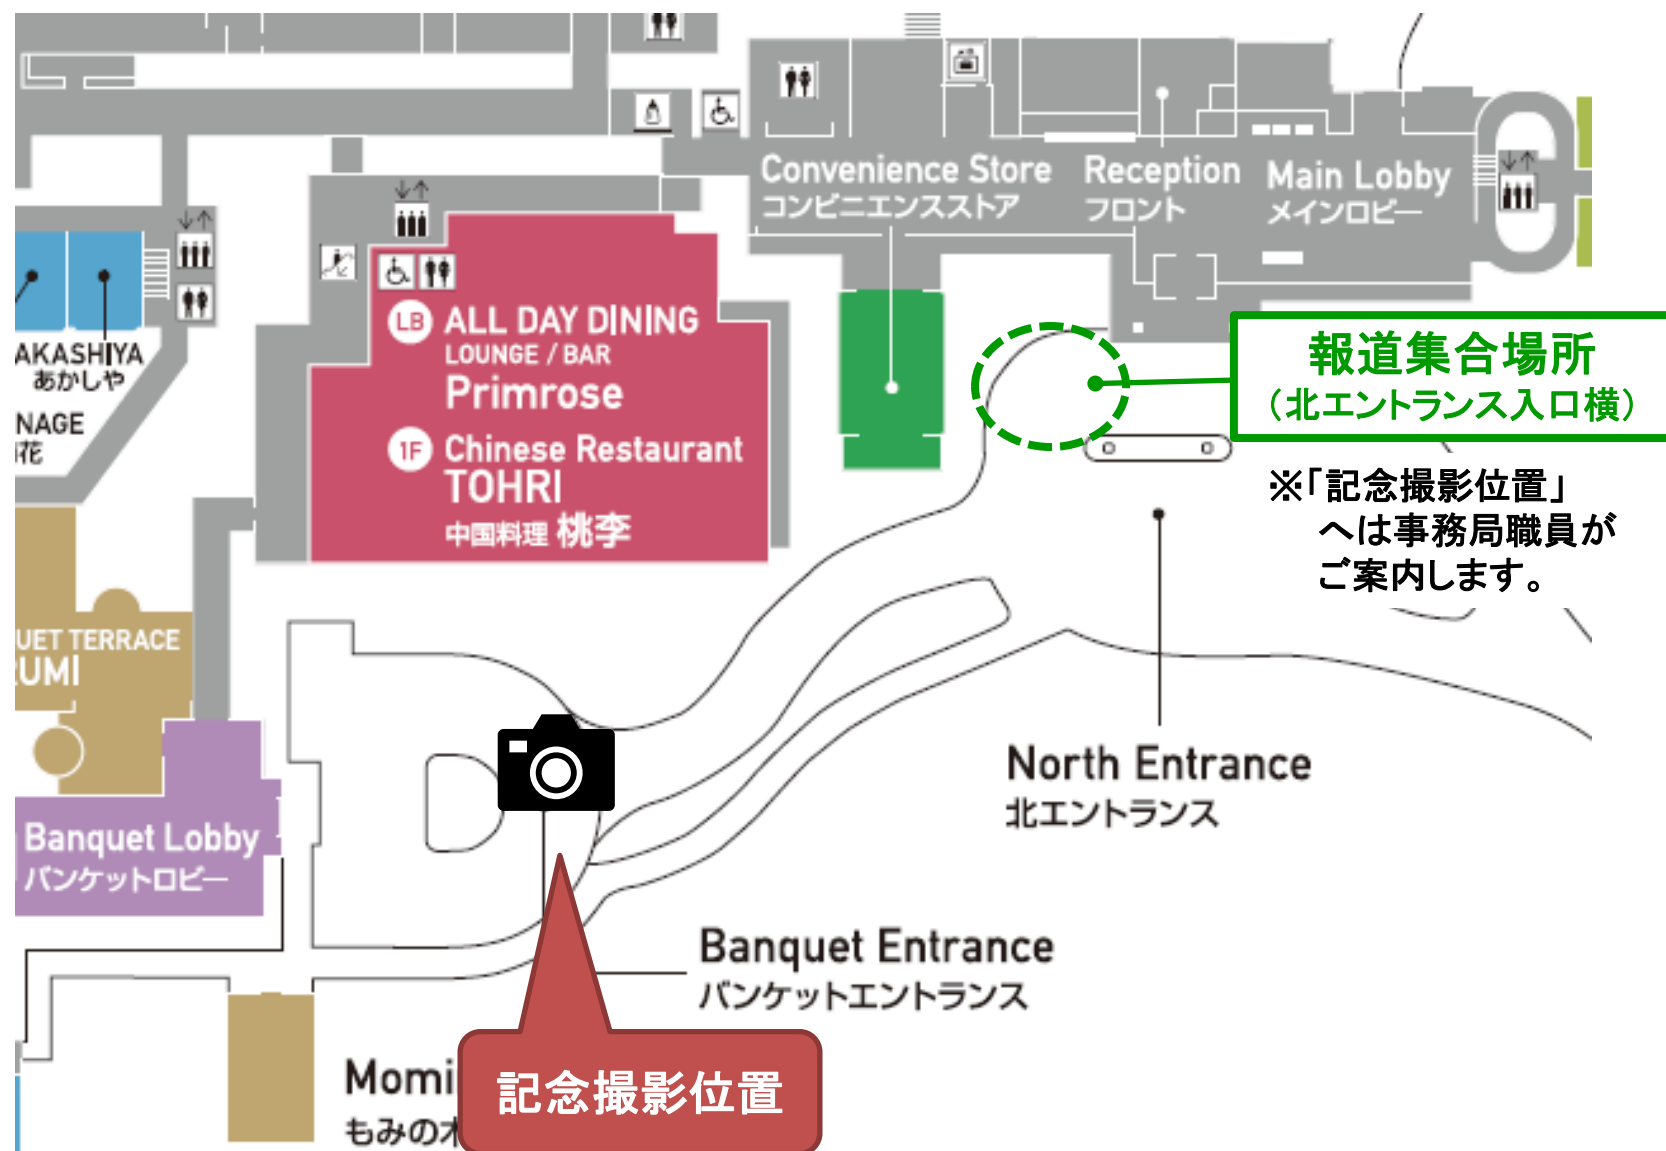 Convenience Store
コンビニエンスストア
Reception
フロント
Main Lobby
メインロビー
LB ALL DAY DINING
LOUNGE / BAR
Primrose
1F Chinese Restaurant
TOHRI
中国料理 桃李
AKASHIYA
あかしや
NAGE
花
報道集合場所
（北エントランス入口横）
※「記念撮影位置」
へは事務局職員が
ご案内します。
UET TERRACE
UMI
Banquet Lobby
バンケットロビー
North Entrance
北エントランス
Banquet Entrance
バンケットエントランス
Momi
もみの
記念撮影位置